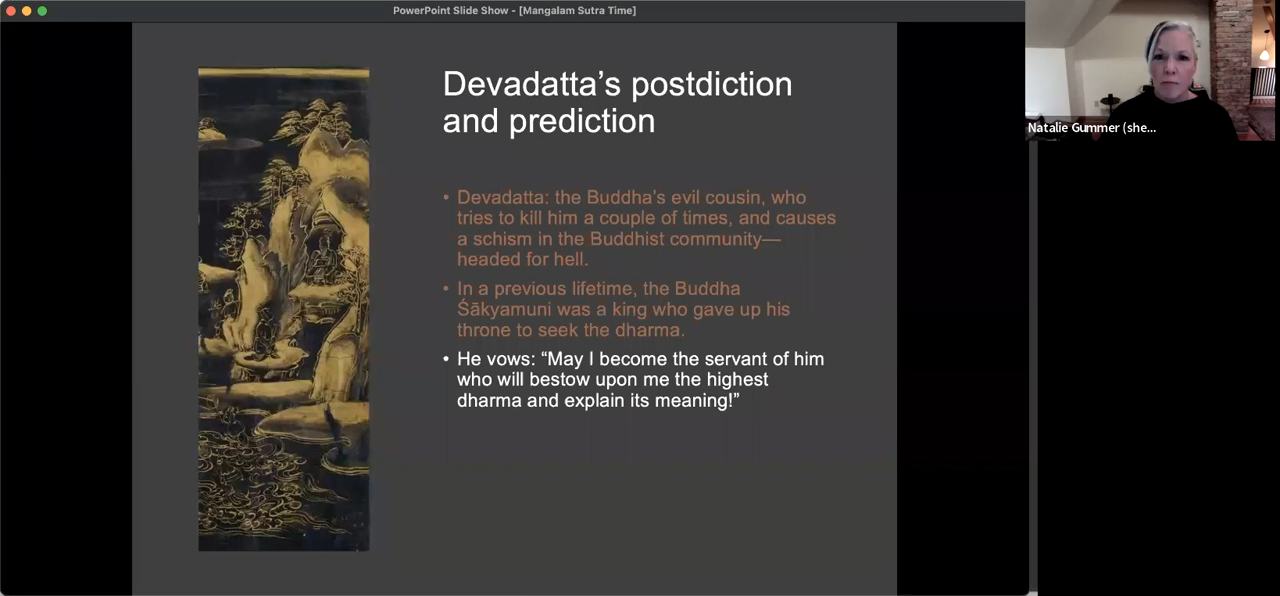 PowerPoint Slide Show - [Mangalam Sutra Time]
Natalie Gummer (she...
Devadatta’s postdiction
and prediction
• Devadatta: the Buddha’s evil cousin, who
tries to kill him a couple of times, and causes
a schism in the Buddhist community—
headed for hell.
• In a previous lifetime, the Buddha
Śākyamuni was a king who gave up his
throne to seek the dharma.
• He vows: “May I become the servant of him
who will bestow upon me the highest
dharma and explain its meaning!”